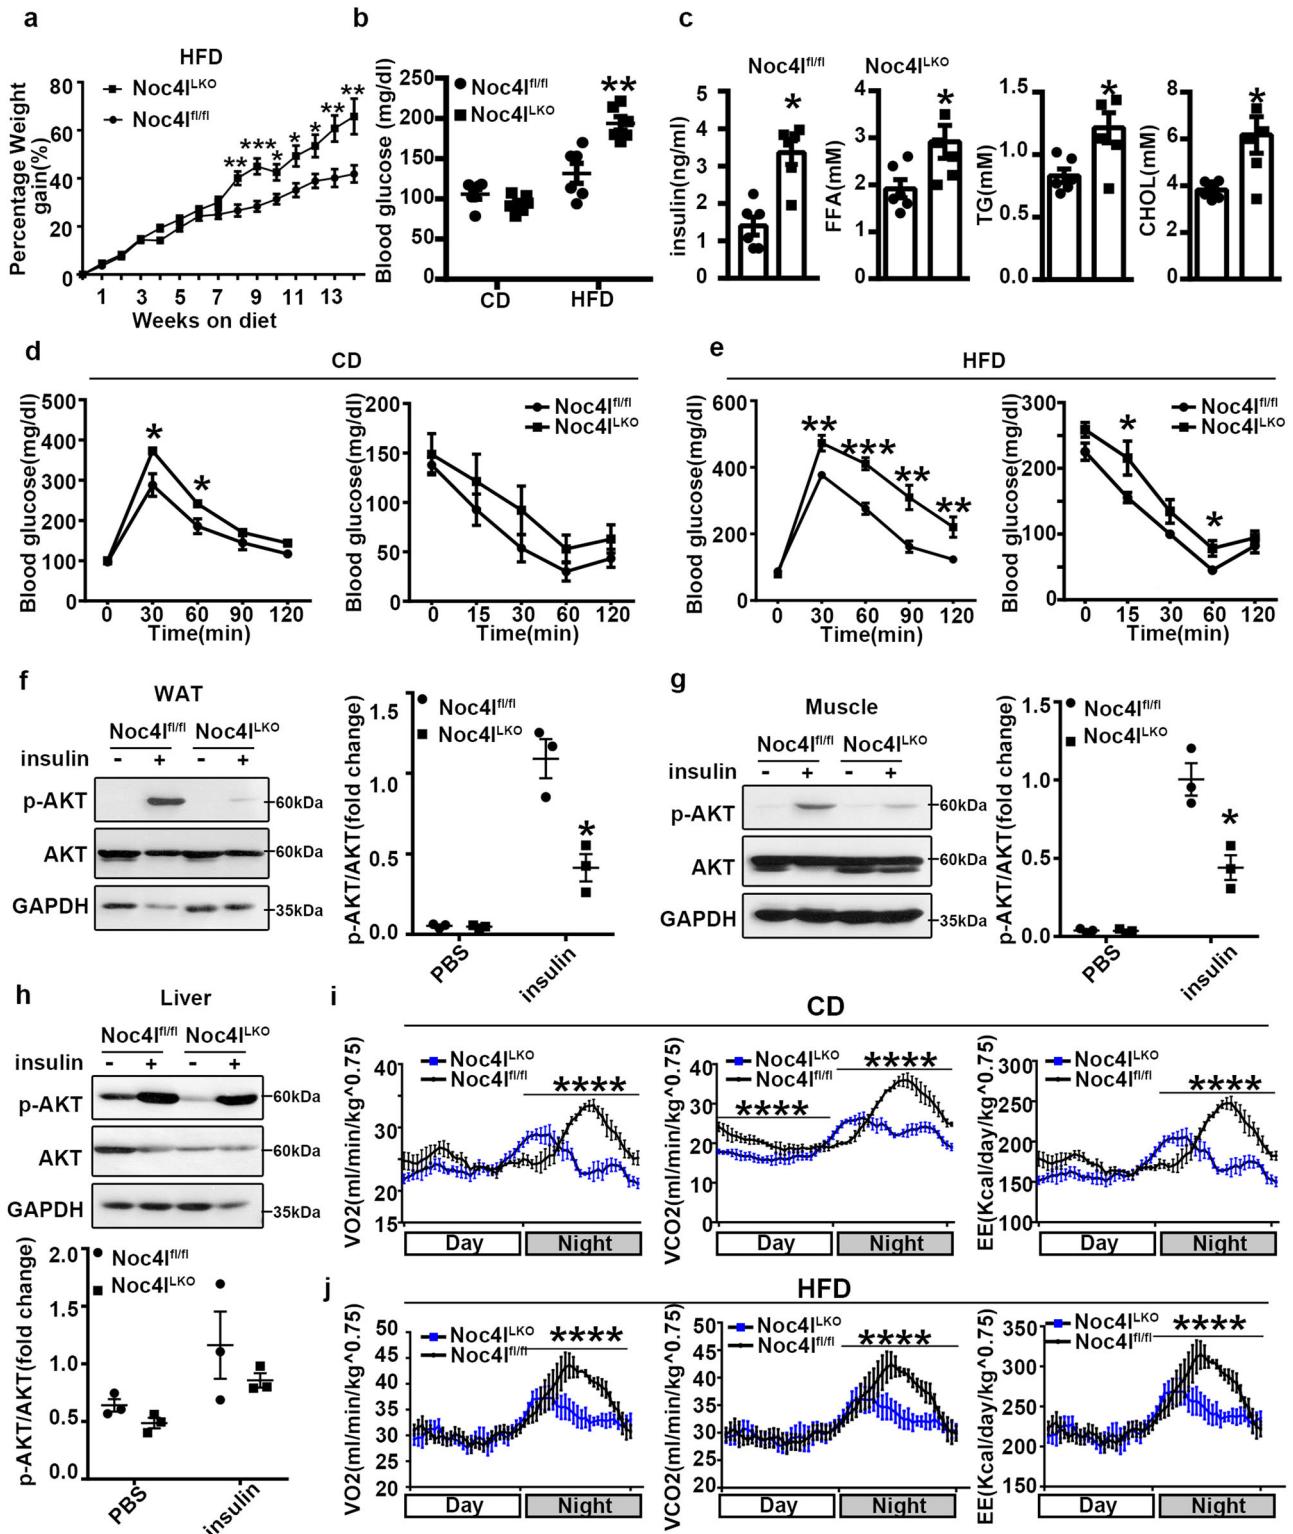 a
HFD
Percentage Weight
gain(%)
80
60
40
20
0
Noc4l^LKO
Noc4l^fl/fl
**
***
*
*
*
**
**
1 3 5 7 9 11 13
Weeks on diet
b
Blood glucose (mg/dl)
250
200
150
100
50
0
Noc4l^fl/fl
Noc4l^LKO
**
CD HFD
c
Noc4l^fl/fl Noc4l^LKO
insulin(ng/ml)
5
4
3
2
1
0
*
FFA(mM)
4
3
2
1
0
*
TG(mM)
1.5
1.0
0.5
0.0
*
CHOL(mM)
8
6
4
2
0
*
d
CD
Blood glucose(mg/dl)
500
400
300
200
100
0
*
*
0 30 60 90 120
Time(min)
Blood glucose(mg/dl)
200
150
100
50
0
Noc4l^fl/fl
Noc4l^LKO
0 15 30 60 120
Time(min)
e
HFD
Blood glucose(mg/dl)
600
400
200
0
**
***
**
**
0 30 60 90 120
Time(min)
Blood glucose(mg/dl)
300
200
100
0
Noc4l^fl/fl
Noc4l^LKO
*
*
0 15 30 60 120
Time(min)
f
WAT
Noc4l^fl/fl Noc4l^LKO
insulin - + - +
p-AKT 60kDa
AKT 60kDa
GAPDH 35kDa
p-AKT/AKT(fold change)
1.5
1.0
0.5
0.0
Noc4l^fl/fl
Noc4l^LKO
*
PBS insulin
g
Muscle
Noc4l^fl/fl Noc4l^LKO
insulin - + - +
p-AKT 60kDa
AKT 60kDa
GAPDH 35kDa
p-AKT/AKT(fold change)
1.5
1.0
0.5
0.0
Noc4l^fl/fl
Noc4l^LKO
*
PBS insulin
h
Liver
Noc4l^fl/fl Noc4l^LKO
insulin - + - +
p-AKT 60kDa
AKT 60kDa
GAPDH 35kDa
p-AKT/AKT(fold change)
2.0
1.5
1.0
0.5
0.0
Noc4l^fl/fl
Noc4l^LKO
PBS insulin
i
CD
VO2(ml/min/kg^0.75)
40
30
20
15
Noc4l^LKO
Noc4l^fl/fl
****
Day Night
VCO2(ml/min/kg^0.75)
40
30
20
10
0
Noc4l^LKO
Noc4l^fl/fl
****
****
Day Night
EE(Kcal/day/kg^0.75)
300
250
200
150
100
Noc4l^LKO
Noc4l^fl/fl
****
Day Night
j
HFD
VO2(ml/min/kg^0.75)
50
45
40
35
30
20
Noc4l^LKO
Noc4l^fl/fl
****
Day Night
VCO2(ml/min/kg^0.75)
50
45
40
35
30
20
20
Noc4l^LKO
Noc4l^fl/fl
****
Day Night
EE(Kcal/day/kg^0.75)
350
300
250
200
150
Noc4l^LKO
Noc4l^fl/fl
****
Day Night